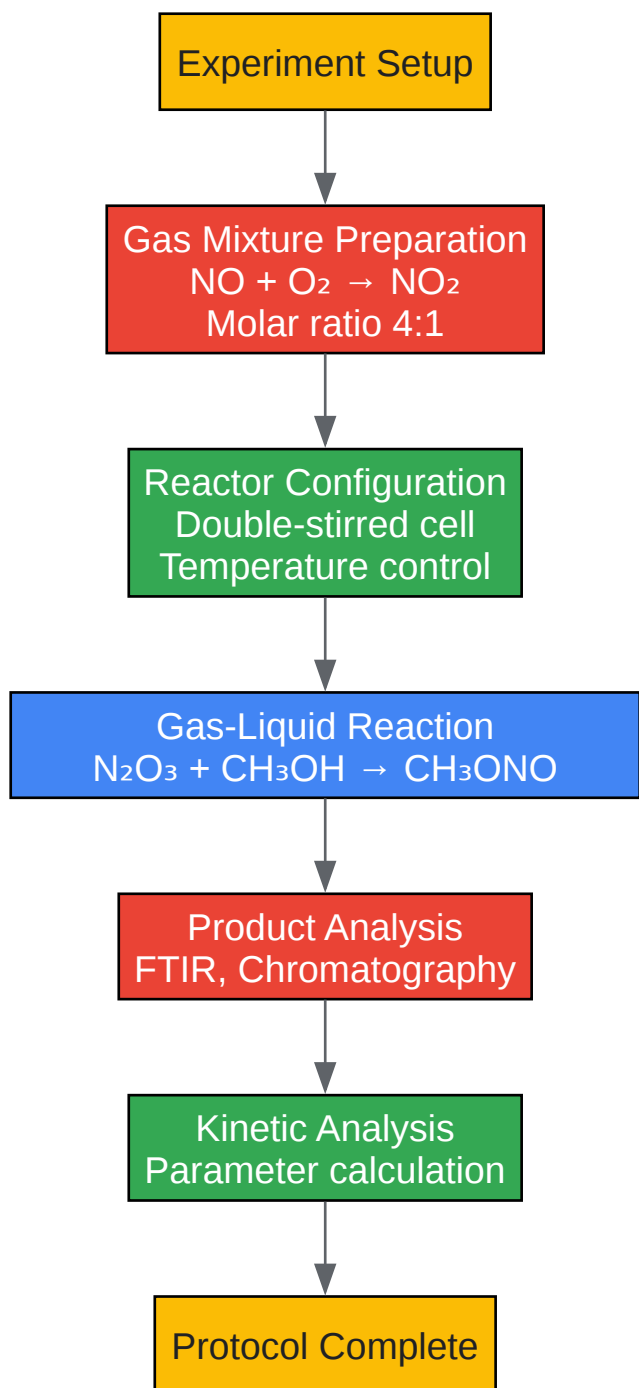 Experiment Setup
Gas Mixture Preparation
NO + O₂ → NO₂
Molar ratio 4:1
Reactor Configuration
Double-stirred cell
Temperature control
Gas-Liquid Reaction
N₂O₃ + CH₃OH → CH₃ONO
Product Analysis
FTIR, Chromatography
Kinetic Analysis
Parameter calculation
Protocol Complete